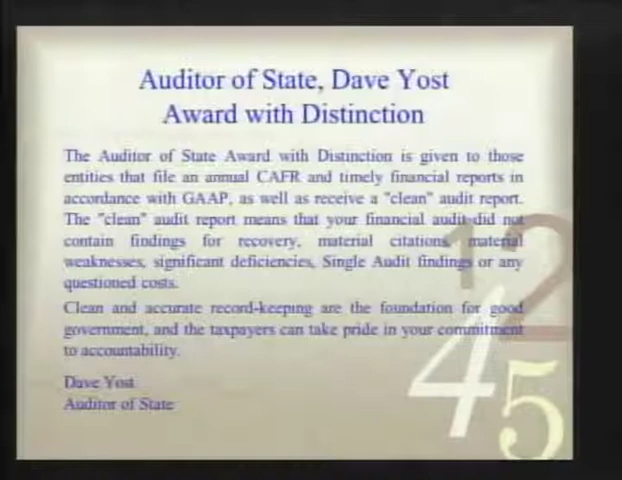 Auditor of State, Dave Yost
Award with Distinction
The Auditor of State Award with Distinction is given to those
entities that file an annual CAFR and timely financial reports in
accordance with GAAP, as well as receive a "clean" audit report.
The "clean" audit report means that your financial audit did not
contain findings for recovery, material citations, material
weaknesses, significant deficiencies, Single Audit findings or any
questioned costs.
Clean and accurate record-keeping are the foundation for good
government, and the taxpayers can take pride in your commitment
to accountability.
Dave Yost
Auditor of State
1 2
4 5